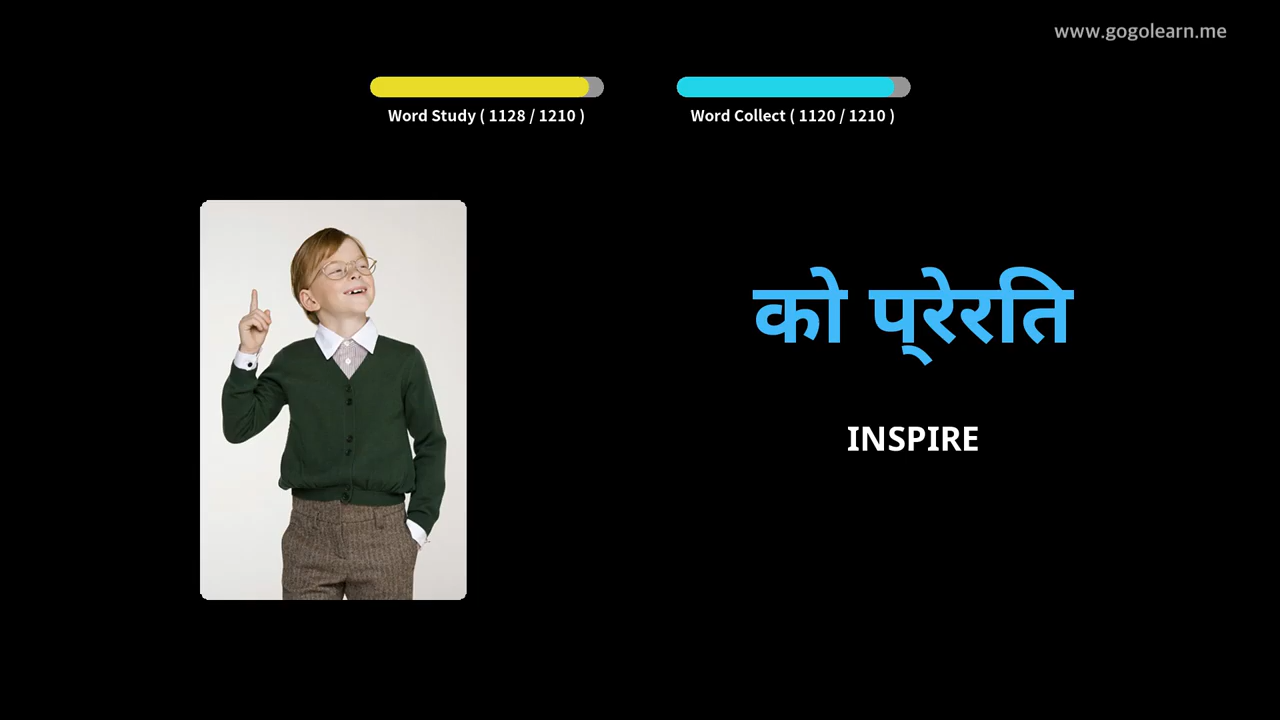 www.gogolearn.me
Word Study ( 1128 / 1210 )
Word Collect ( 1120 / 1210 )
को प्‌रेरति
INSPIRE